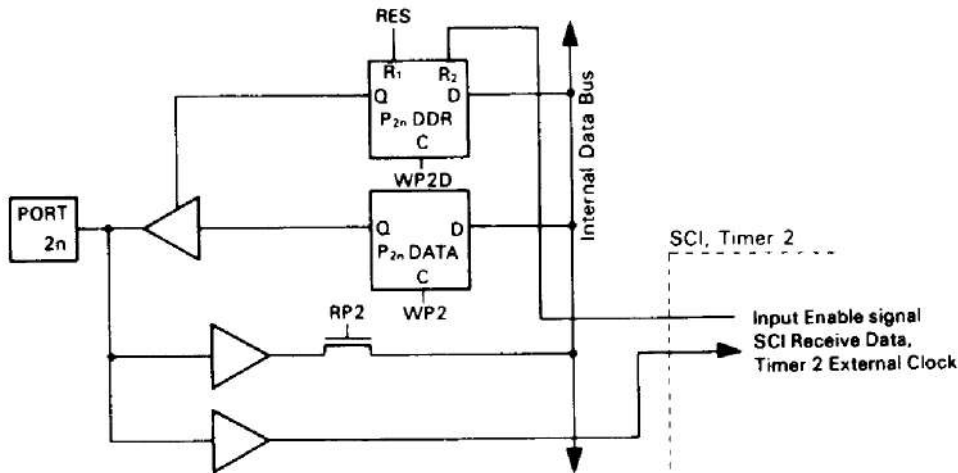 RES
R₁ R₂
Q D
P₂ₙ DDR
C
WP2D
Internal Data Bus
PORT
2n
Q D
P₂ₙ DATA
C
WP2
SCI, Timer 2
RP2
Input Enable signal
SCI Receive Data,
Timer 2 External Clock